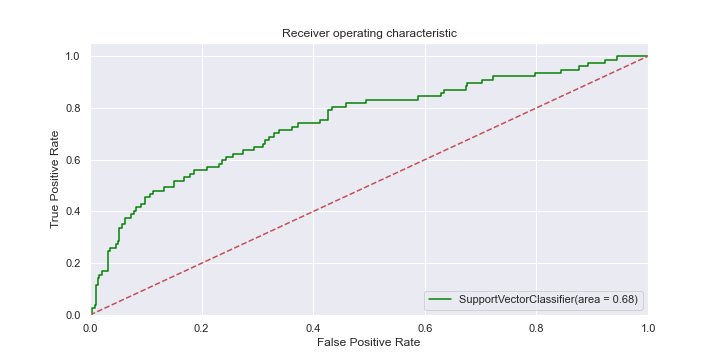 Receiver operating characteristic
1.0
0.8
0.6
0.4
0.2
0.0
True Positive Rate
SupportVectorClassifier(area = 0.68)
0.0 0.2 0.4 0.6 0.8 1.0
False Positive Rate